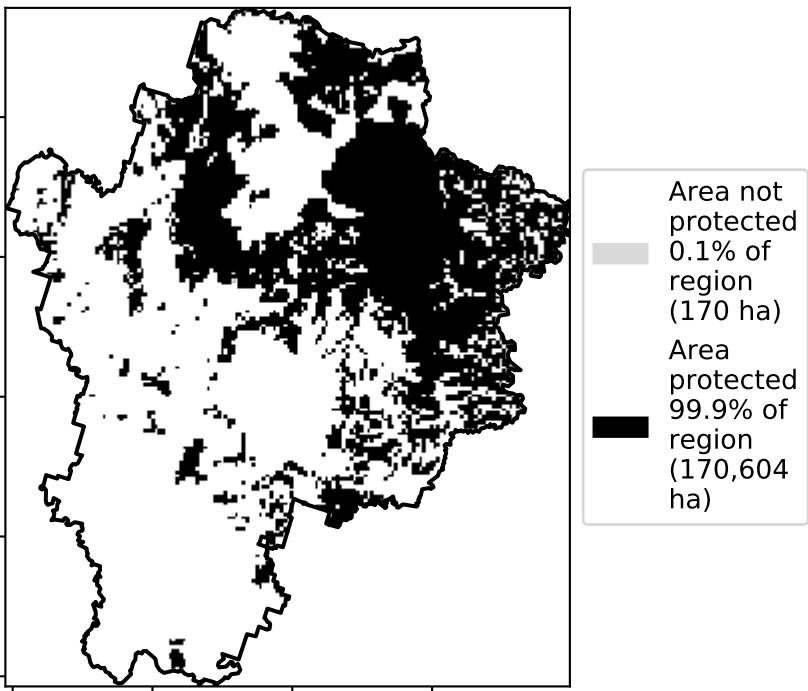 Area not
protected
0.1% of
region
(170 ha)
Area
protected
99.9% of
region
(170,604
ha)